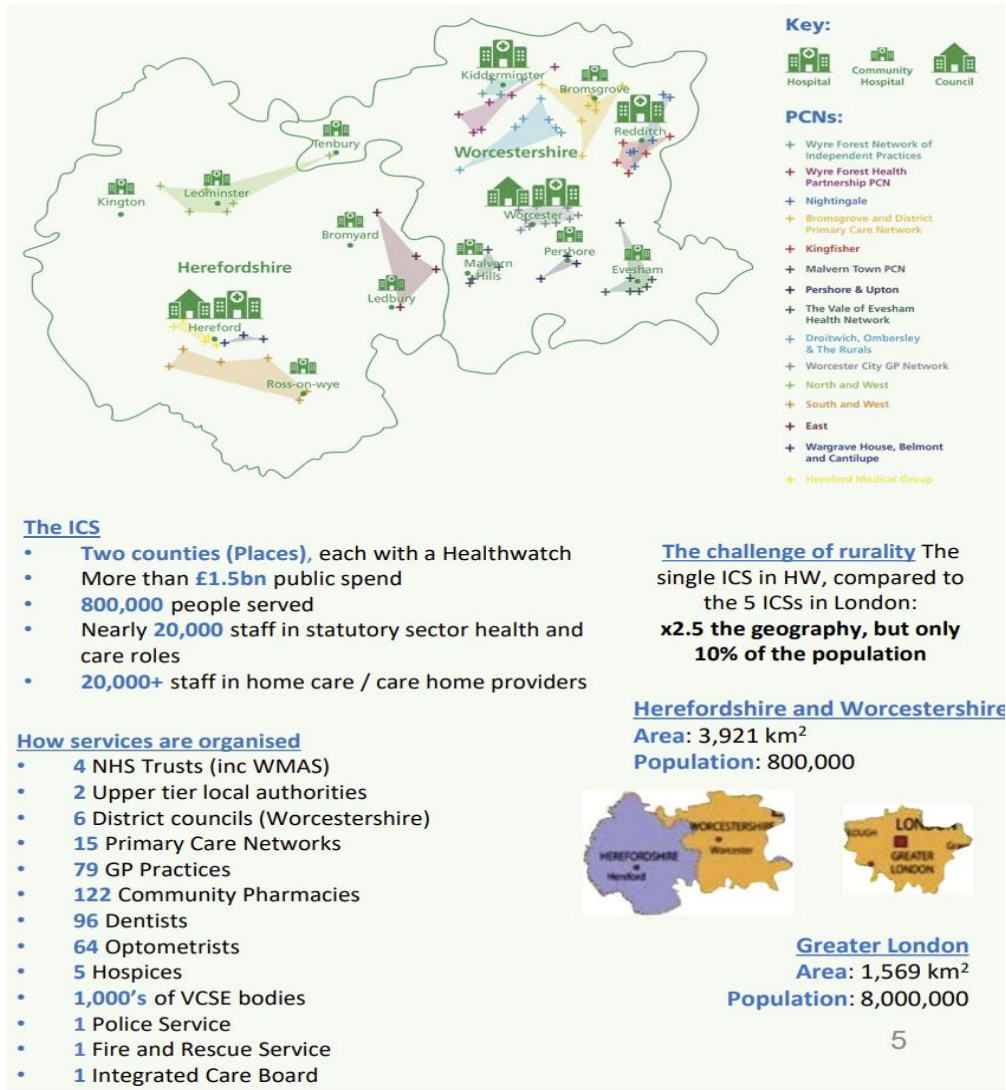 Key:
Hospital
Community
Hospital
Council
PCNs:
Wyre Forest Network of
Independent Practices
Wyre Forest Health
Partnership PCN
Nightingale
Bromsgrove and District
Primary Care Network
Kingfisher
Malvern Town PCN
Pershore & Upton
The Vale of Evesham
Health Network
Droitwich, Ombersley
& The Rurals
Worcester City GP Network
North and West
South and West
East
Wargrave House, Belmont
and Cantilupe
Hereford Medical Group
Kidderminster
Bromsgrove
Redditch
Tenbury
Worcestershire
Kington
Leominster
Worcester
Bromyard
Pershore
Malvern
Hills
Evesham
Herefordshire
Ledbury
Hereford
Ross-on-wye
The ICS
• Two counties (Places), each with a Healthwatch
• More than £1.5bn public spend
• 800,000 people served
• Nearly 20,000 staff in statutory sector health and
care roles
• 20,000+ staff in home care / care home providers
The challenge of rurality The
single ICS in HW, compared to
the 5 ICSs in London:
x2.5 the geography, but only
10% of the population
How services are organised
• 4 NHS Trusts (inc WMAS)
• 2 Upper tier local authorities
• 6 District councils (Worcestershire)
• 15 Primary Care Networks
• 79 GP Practices
• 122 Community Pharmacies
• 96 Dentists
• 64 Optometrists
• 5 Hospices
• 1,000’s of VCSE bodies
• 1 Police Service
• 1 Fire and Rescue Service
• 1 Integrated Care Board
Herefordshire and Worcestershire
Area: 3,921 km²
Population: 800,000
WORCESTERSHIR
Worcester
HEREFORDSHIRE
Hereford
LOUGH
LON
GREATER
LONDON
Greater London
Area: 1,569 km²
Population: 8,000,000
5